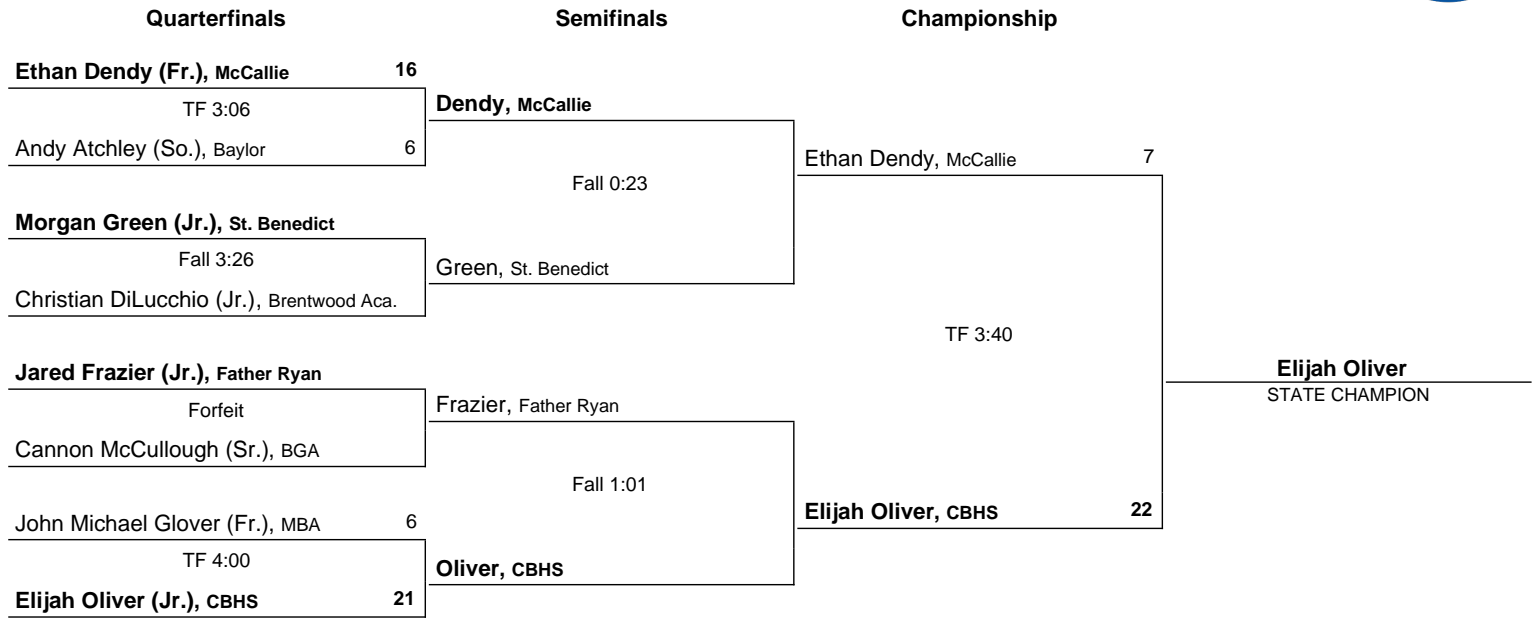 Quarterfinals Semifinals Championship
Ethan Dendy (Fr.), McCallie 16
TF 3:06
Andy Atchley (So.), Baylor 6
Dendy, McCallie
Fall 0:23
Ethan Dendy, McCallie 7
Morgan Green (Jr.), St. Benedict
Fall 3:26
Christian DiLucchio (Jr.), Brentwood Aca.
Green, St. Benedict
TF 3:40
Elijah Oliver
STATE CHAMPION
Jared Frazier (Jr.), Father Ryan
Forfeit
Cannon McCullough (Sr.), BGA
Frazier, Father Ryan
Fall 1:01
Elijah Oliver, CBHS 22
John Michael Glover (Fr.), MBA 6
TF 4:00
Elijah Oliver (Jr.), CBHS 21
Oliver, CBHS